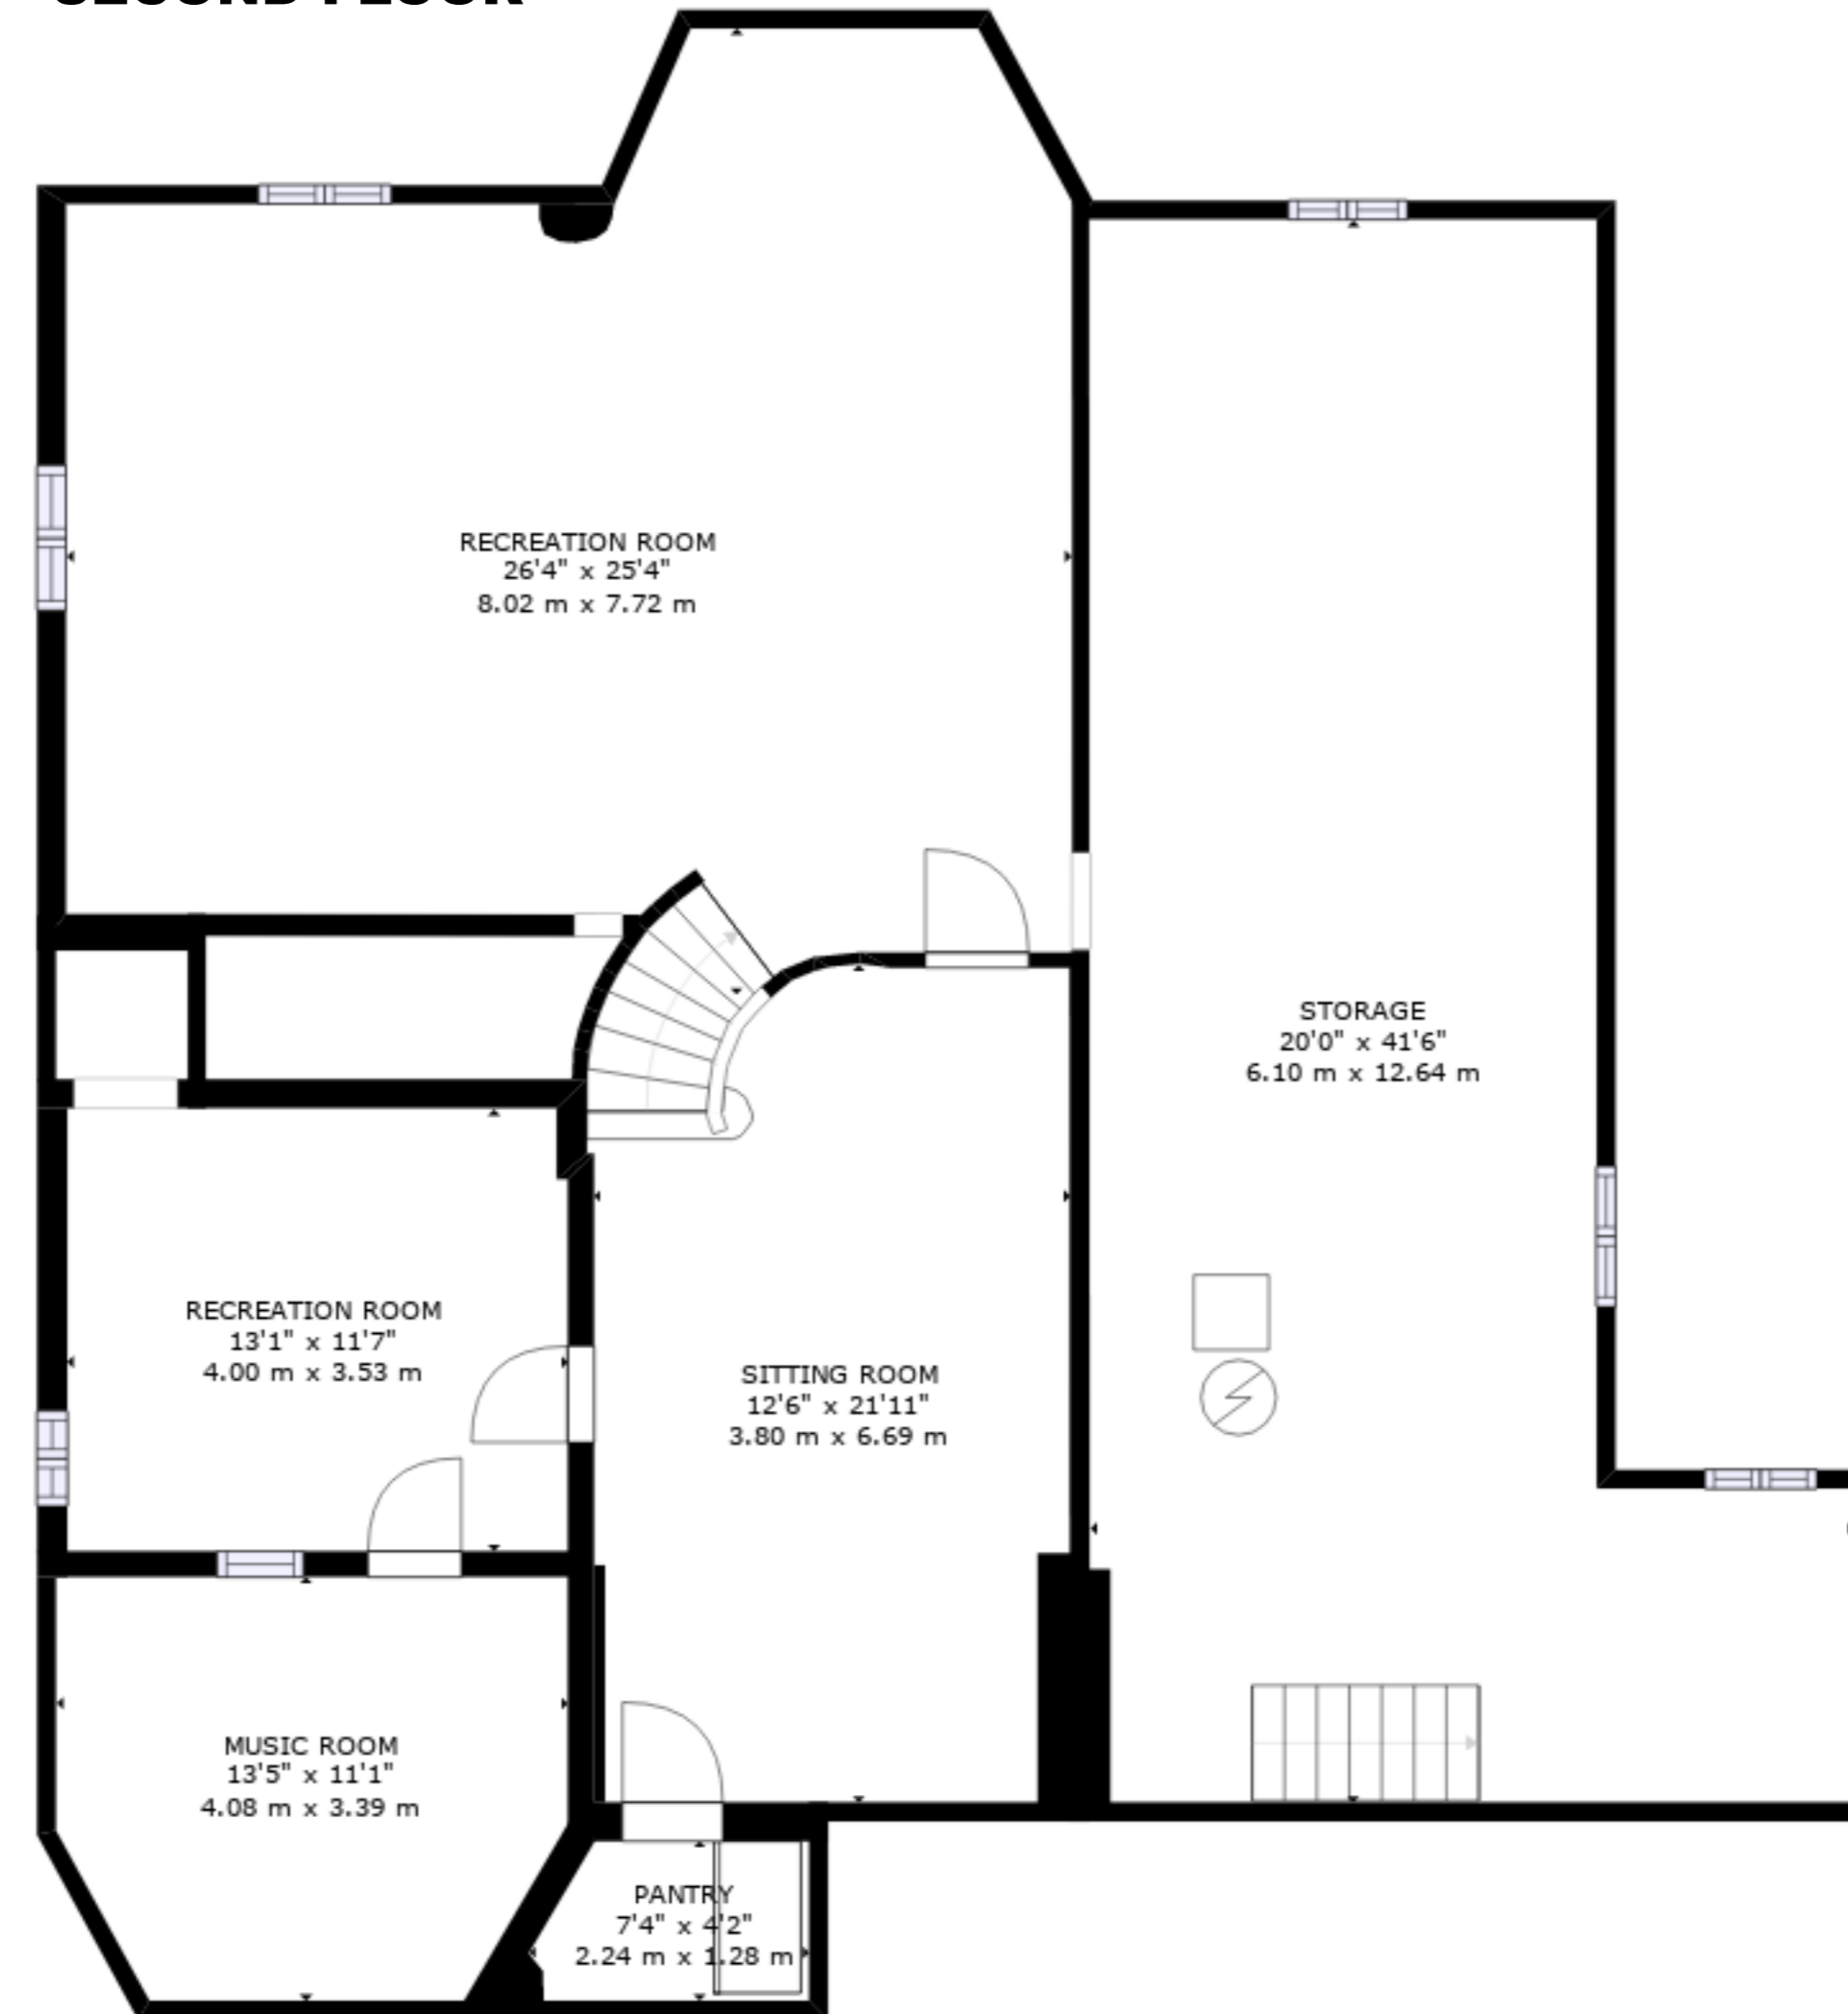 SECOND FLOOR
RECREATION ROOM
26'4" x 25'4"
8.02 m x 7.72 m
STORAGE
20'0" x 41'6"
6.10 m x 12.64 m
RECREATION ROOM
13'1" x 11'7"
4.00 m x 3.53 m
SITTING ROOM
12'6" x 21'11"
3.80 m x 6.69 m
MUSIC ROOM
13'5" x 11'1"
4.08 m x 3.39 m
PANTRY
7'4" x 4'2"
2.24 m x 1.28 m